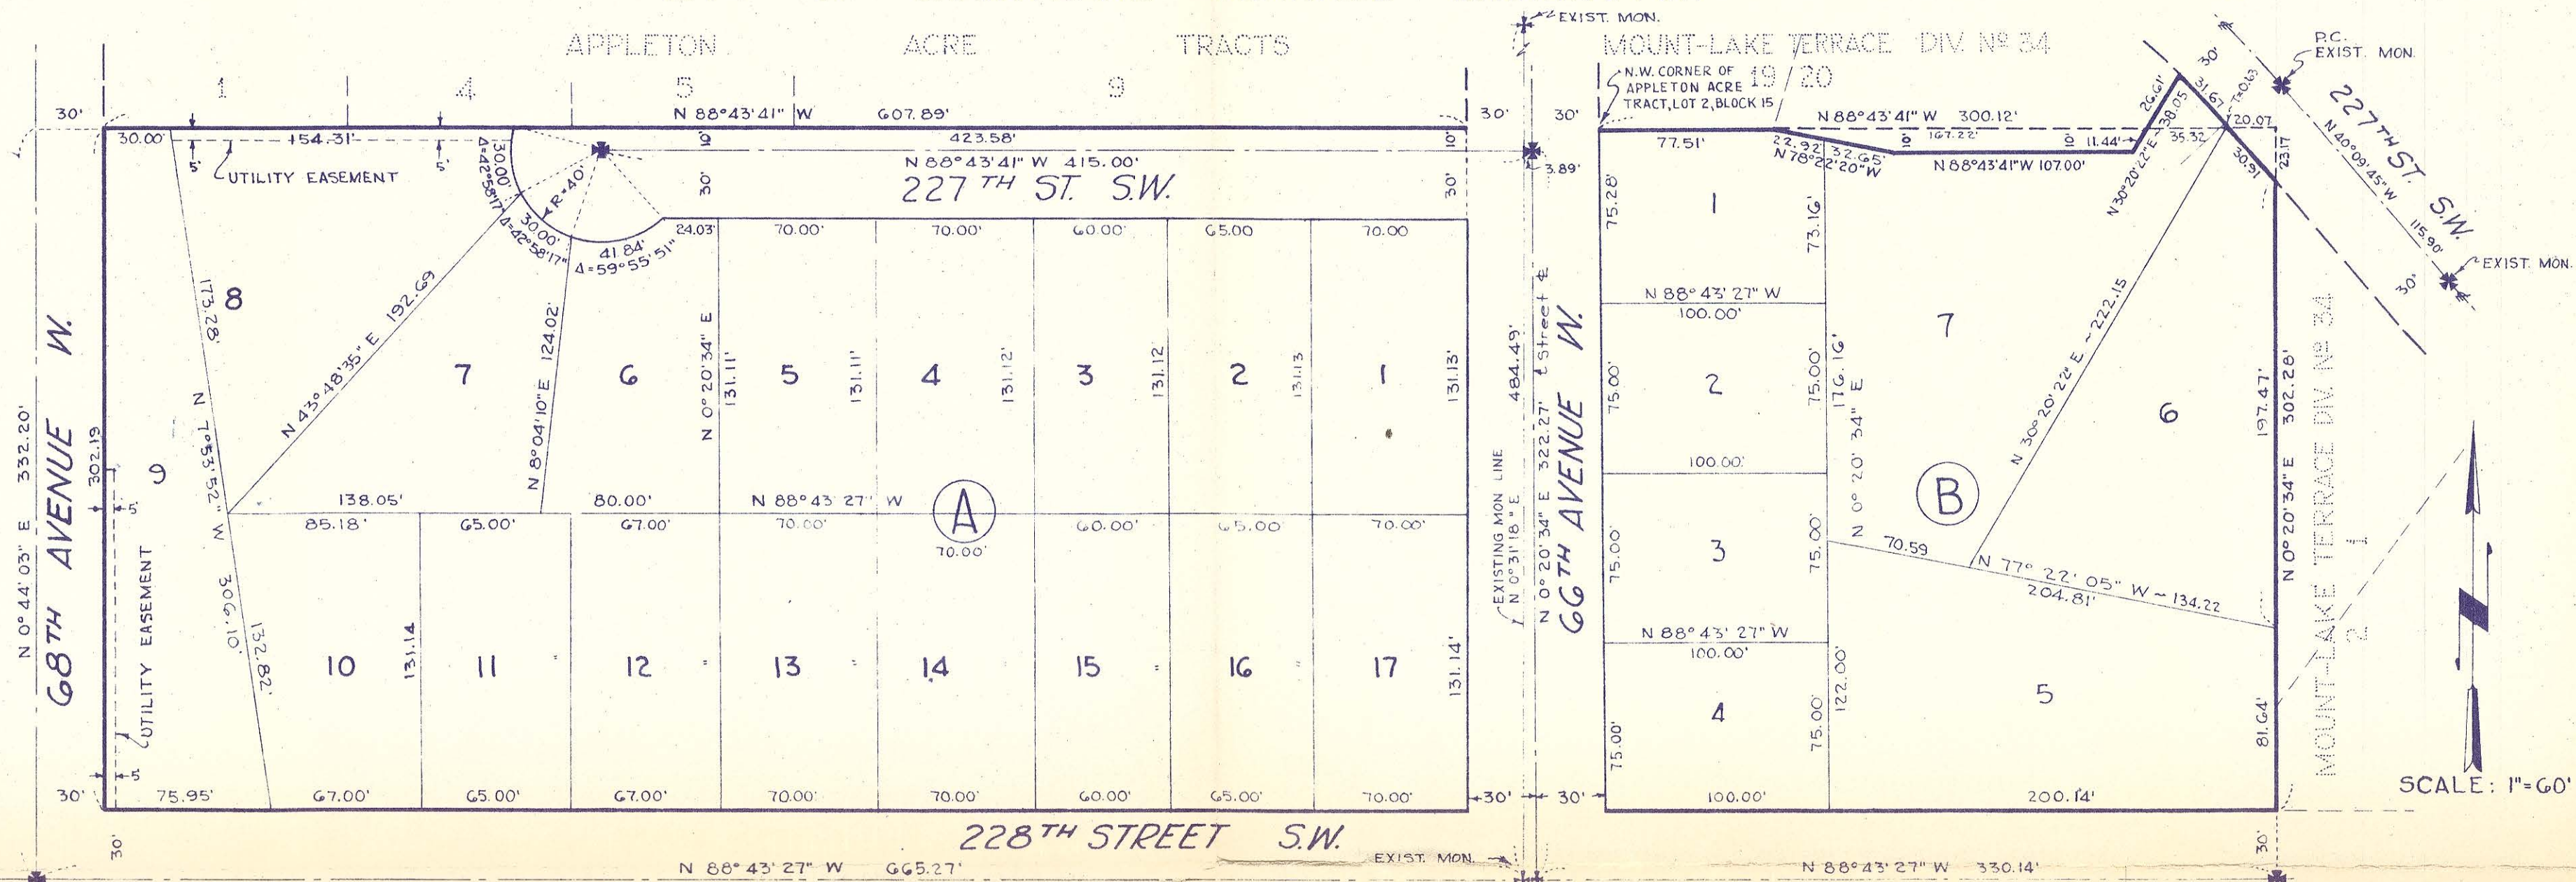 APPLETON ACRE TRACTS
1 4 5 9
30'
N 88°43'41" W 607.89'
30' 30'
30.00' 154.31' 423.58'
5' 5'
UTILITY EASEMENT
10' 10'
N 88°43'41" W 415.00'
3.89'
30' 30'
227TH ST. S.W.
R=40'
30.00'
Δ=42°58'17"
30.00'
Δ=42°58'17"
41.84'
Δ=59°55'51"
24.03' 70.00' 70.00' 60.00' 65.00 70.00
8
173.28'
N 7°53'52" W 306.10'
132.82'
N 43°48'35" E 192.69
7
N 8°04'10" E 124.02'
6
N 0°20'34" E
131.11'
5
131.11'
4
131.12'
3
131.12
2
131.13
1
131.13'
9
N 0°44'03" E 332.20'
68TH AVENUE W.
302.19
5'
UTILITY EASEMENT
5'
138.05' 80.00' N 88°43'27" W
A
85.18' 65.00' 67.00' 70.00' 70.00' 60.00' 65.00' 70.00'
10
131.14
11 " 12 " 13 " 14 15 " 16 " 17
131.14'
30'
75.95' 67.00' 65.00' 67.00' 70.00' 70.00' 60.00' 65.00' 70.00'
30' 30'
30'
228TH STREET S.W.
EXIST. MON.
N 88°43'27" W 665.27'
EXIST. MON.
EXISTING MON LINE
N 0°31'18" E 484.49'
N 0°20'34" E 322.27' ℄ Street ℄
66TH AVENUE W.
MOUNT-LAKE TERRACE DIV. Nº 34
19 / 20
N.W. CORNER OF
APPLETON ACRE
TRACT, LOT 2, BLOCK 15
N 88°43'41" W 300.12'
77.51'
22.92' 32.65'
N 78°22'20" W
167.22'
10' 10'
11.44'
N 88°43'41" W 107.00'
26.61'
38.05
N 30°20'22" E
35.32
31.67
T=0.63
20.07
30.91
23.17
30'
P.C.
EXIST. MON.
227TH ST. S.W.
N 40°09'45" W 115.90'
EXIST. MON.
30'
75.28'
1
73.16'
N 88°43'27" W
100.00'
75.00'
2
75.00'
176.16'
100.00'
75.00'
3
75.00'
N 0°20'34" E
N 88°43'27" W
100.00'
75.00'
4
75.00'
122.00'
7
N 30°20'22" E ~ 222.15
6
B
70.59
N 77°22'05" W ~ 134.22
204.81'
5
197.47'
N 0°20'34" E 302.28'
81.64'
MOUNT-LAKE TERRACE DIV. Nº 34
1
2
100.00' 200.14'
30'
N 88°43'27" W 330.14'
SCALE: 1"=60'